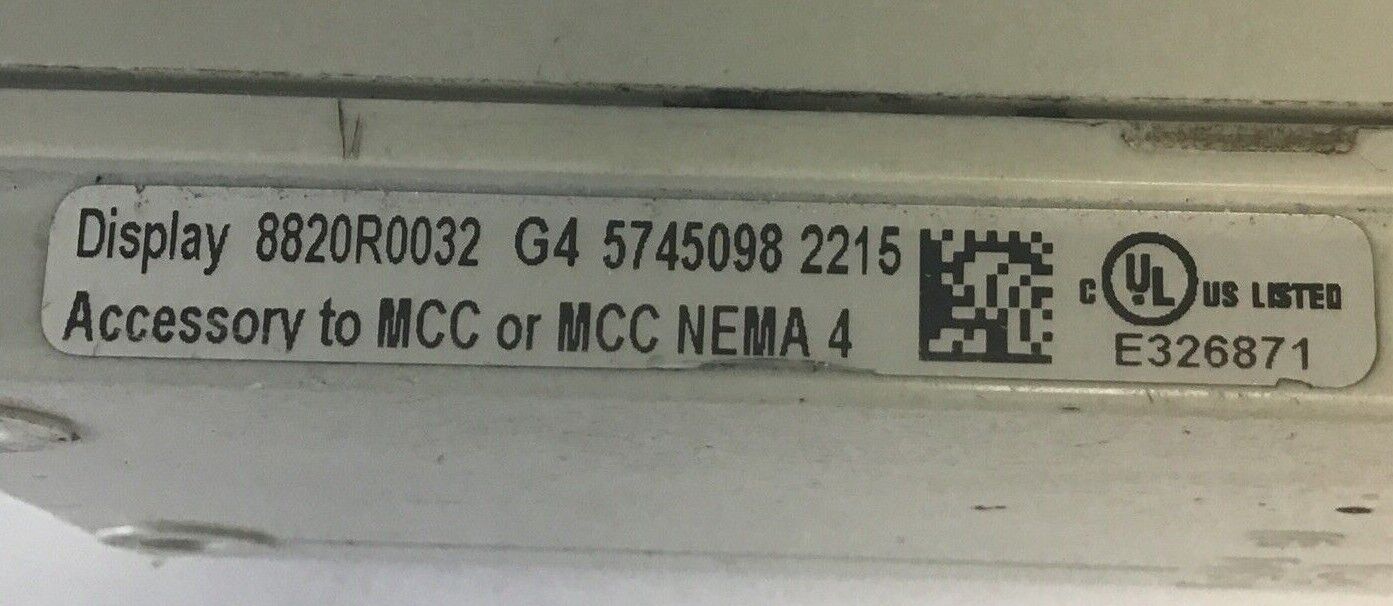 Display 8820R0032 G4 5745098 2215
Accessory to MCC or MCC NEMA 4
C UL US LISTED
E326871